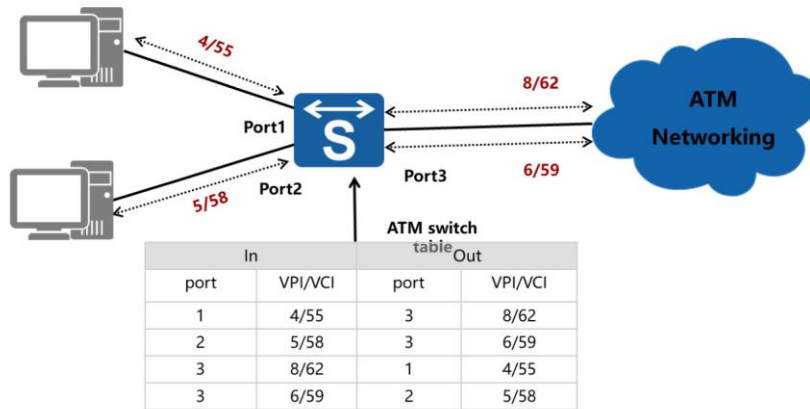 4/55
8/62
ATM
Networking
Port1
S
Port2
5/58
Port3
6/59
ATM switch
table
In Out
port VPI/VCI port VPI/VCI
1 4/55 3 8/62
2 5/58 3 6/59
3 8/62 1 4/55
3 6/59 2 5/58